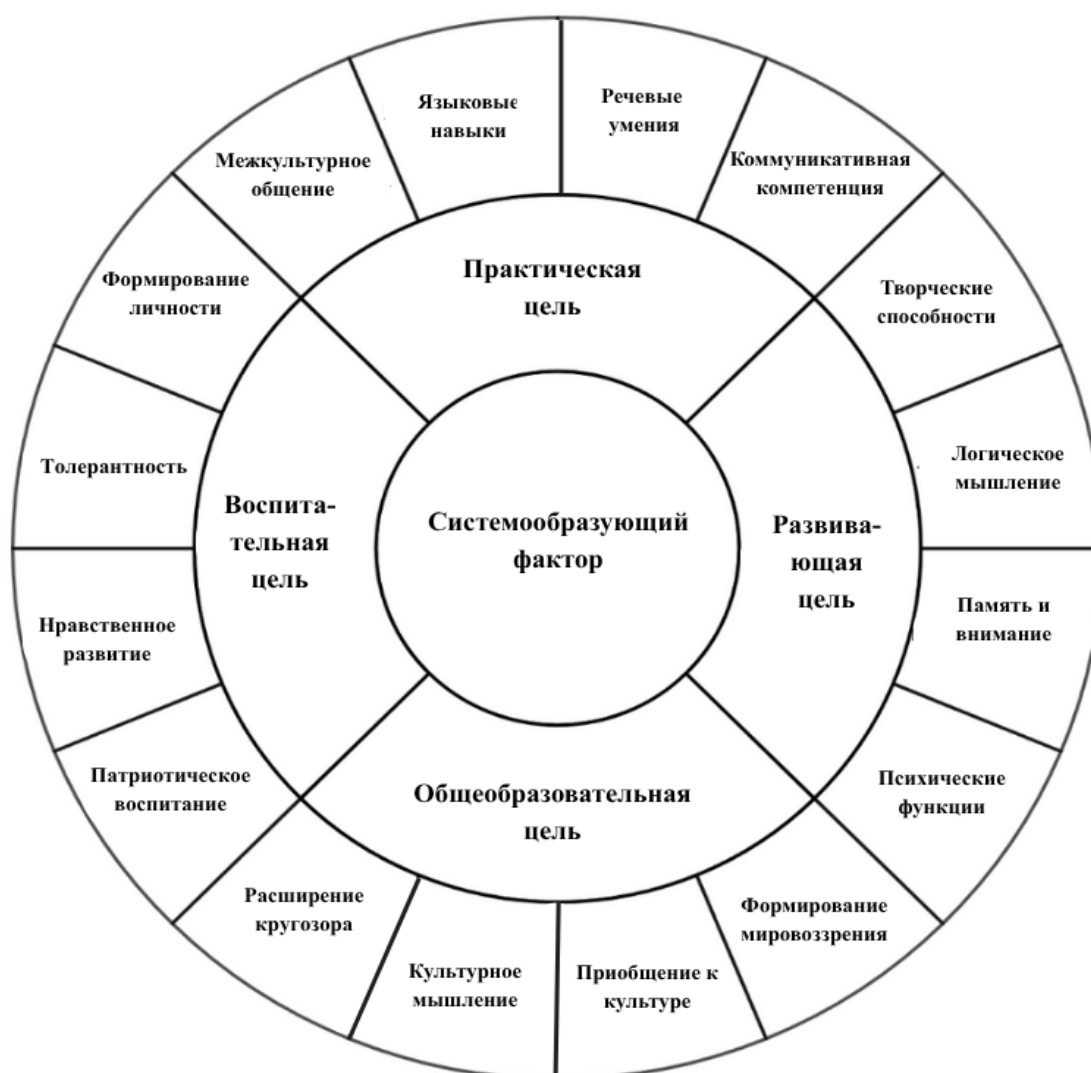 Языковые
навыки
Речевые
умения
Межкультурное
общение
Коммуникативная
компетенция
Формирование
личности
Практическая
цель
Творческие
способности
Толерантность
Логическое
мышление
Воспита-
тельная
цель
Системообразующий
фактор
Развива-
ющая
цель
Нравственное
развитие
Память и
внимание
Патриотическое
воспитание
Общеобразовательная
цель
Психические
функции
Расширение
кругозора
Формирование
мировоззрения
Культурное
мышление
Приобщение к
культуре